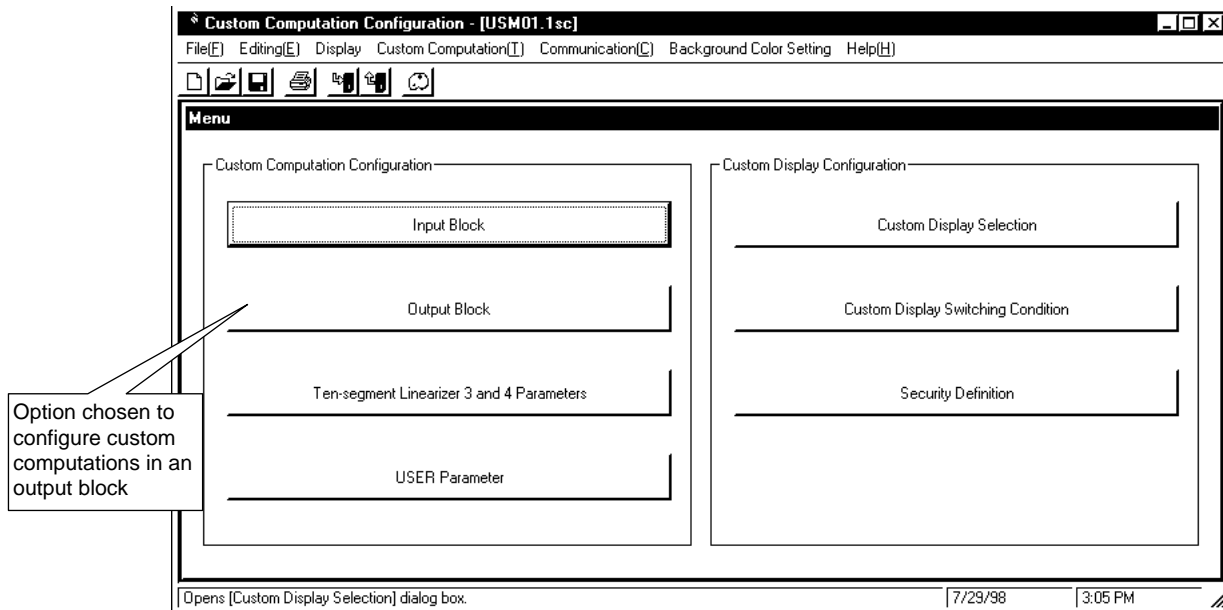 Custom Computation Configuration - [USM01.1sc]
File(F) Editing(E) Display Custom Computation(T) Communication(C) Background Color Setting Help(H)
Menu
Custom Computation Configuration
Input Block
Output Block
Ten-segment Linearizer 3 and 4 Parameters
USER Parameter
Custom Display Configuration
Custom Display Selection
Custom Display Switching Condition
Security Definition
Option chosen to
configure custom
computations in an
output block
Opens [Custom Display Selection] dialog box.
7/29/98
3:05 PM